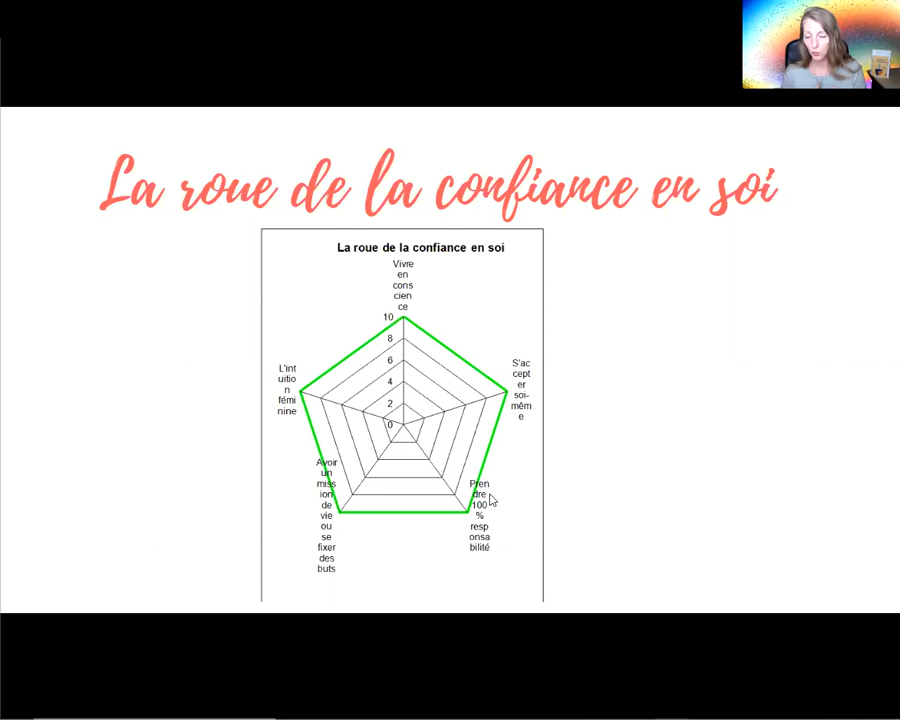 La roue de la confiance en soi
La roue de la confiance en soi
Vivre
en
cons
cien
ce
10
8
6
4
2
0
S'ac
cept
er
soi-
mêm
e
Pren
dre
100
%
resp
onsa
bilité
Avoir
un
miss
ion
de
vie
ou
se
fixer
des
buts
L'int
uitio
n
fémi
nine